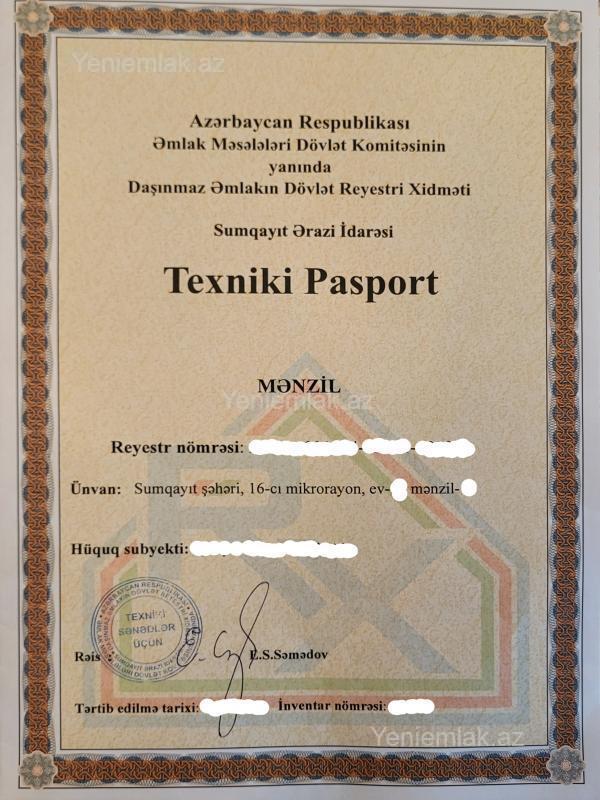 Yeniemlak.az
Azərbaycan Respublikası
Əmlak Məsələləri Dövlət Komitəsinin
yanında
Daşınmaz Əmlakın Dövlət Reyestri Xidməti
Sumqayıt Ərazi İdarəsi
Texniki Pasport
MƏNZİL
Yeniemlak.az
Reyestr nömrəsi: - -
Ünvan: Sumqayıt şəhəri, 16-cı mikrorayon, ev- mənzil-
Hüquq subyekti:
TEXNİKİ
SƏNƏDLƏR
ÜÇÜN
Rəis : E.S.Səmədov
Tərtib edilmə tarixi: İnventar nömrəsi:
Yeniemlak.az